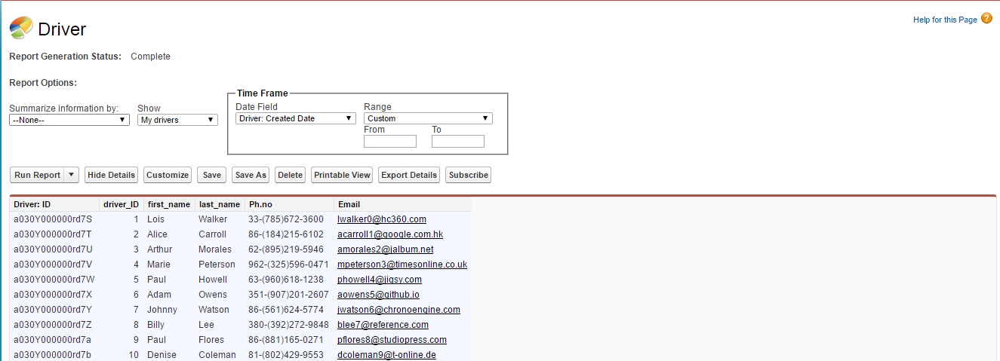 Driver
Help for this Page
Report Generation Status: Complete
Report Options:
Time Frame
Summarize information by: Show Date Field Range
--None-- My drivers Driver: Created Date Custom
From To
Run Report Hide Details Customize Save Save As Delete Printable View Export Details Subscribe
Driver: ID driver_ID first_name last_name Ph.no Email
a030Y000000rd7S 1 Lois Walker 33-(785)672-3600 lwalker0@hc360.com
a030Y000000rd7T 2 Alice Carroll 86-(184)215-6102 acarroll1@google.com.hk
a030Y000000rd7U 3 Arthur Morales 62-(895)219-5946 amorales2@jalbum.net
a030Y000000rd7V 4 Marie Peterson 962-(325)596-0471 mpeterson3@timesonline.co.uk
a030Y000000rd7W 5 Paul Howell 63-(960)618-1238 phowell4@jigsy.com
a030Y000000rd7X 6 Adam Owens 351-(907)201-2607 aowens5@github.io
a030Y000000rd7Y 7 Johnny Watson 86-(561)624-5774 jwatson6@chronoengine.com
a030Y000000rd7Z 8 Billy Lee 380-(392)272-9848 blee7@reference.com
a030Y000000rd7a 9 Paul Flores 86-(881)165-0271 pflores8@studiopress.com
a030Y000000rd7b 10 Denise Coleman 81-(802)429-9553 dcoleman9@t-online.de